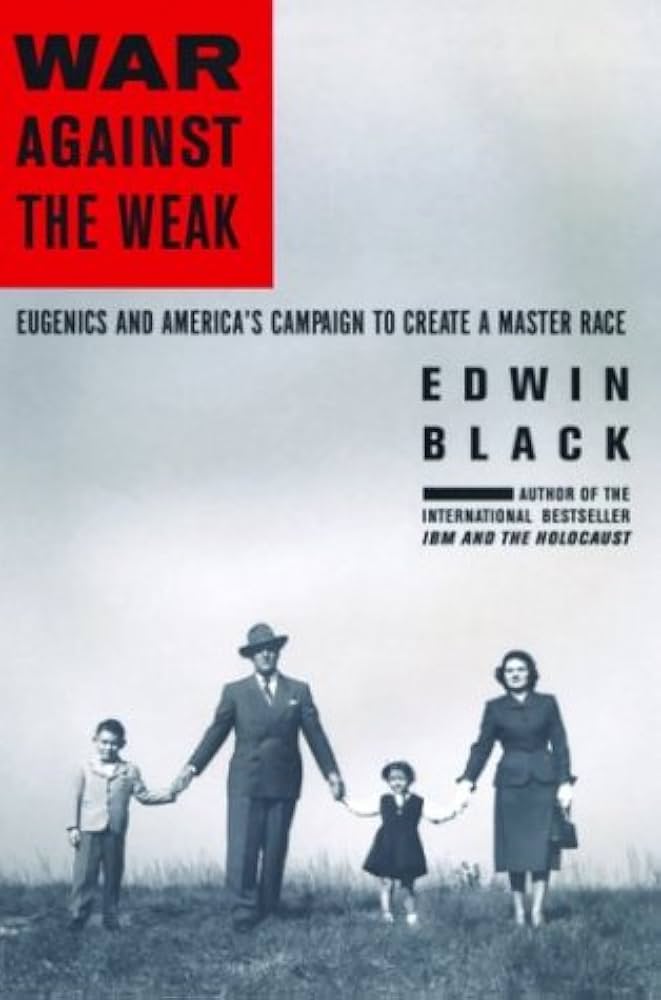 WAR
AGAINST
THE WEAK
EUGENICS AND AMERICA'S CAMPAIGN TO CREATE A MASTER RACE
EDWIN
BLACK
AUTHOR OF THE
INTERNATIONAL BESTSELLER
IBM AND THE HOLOCAUST